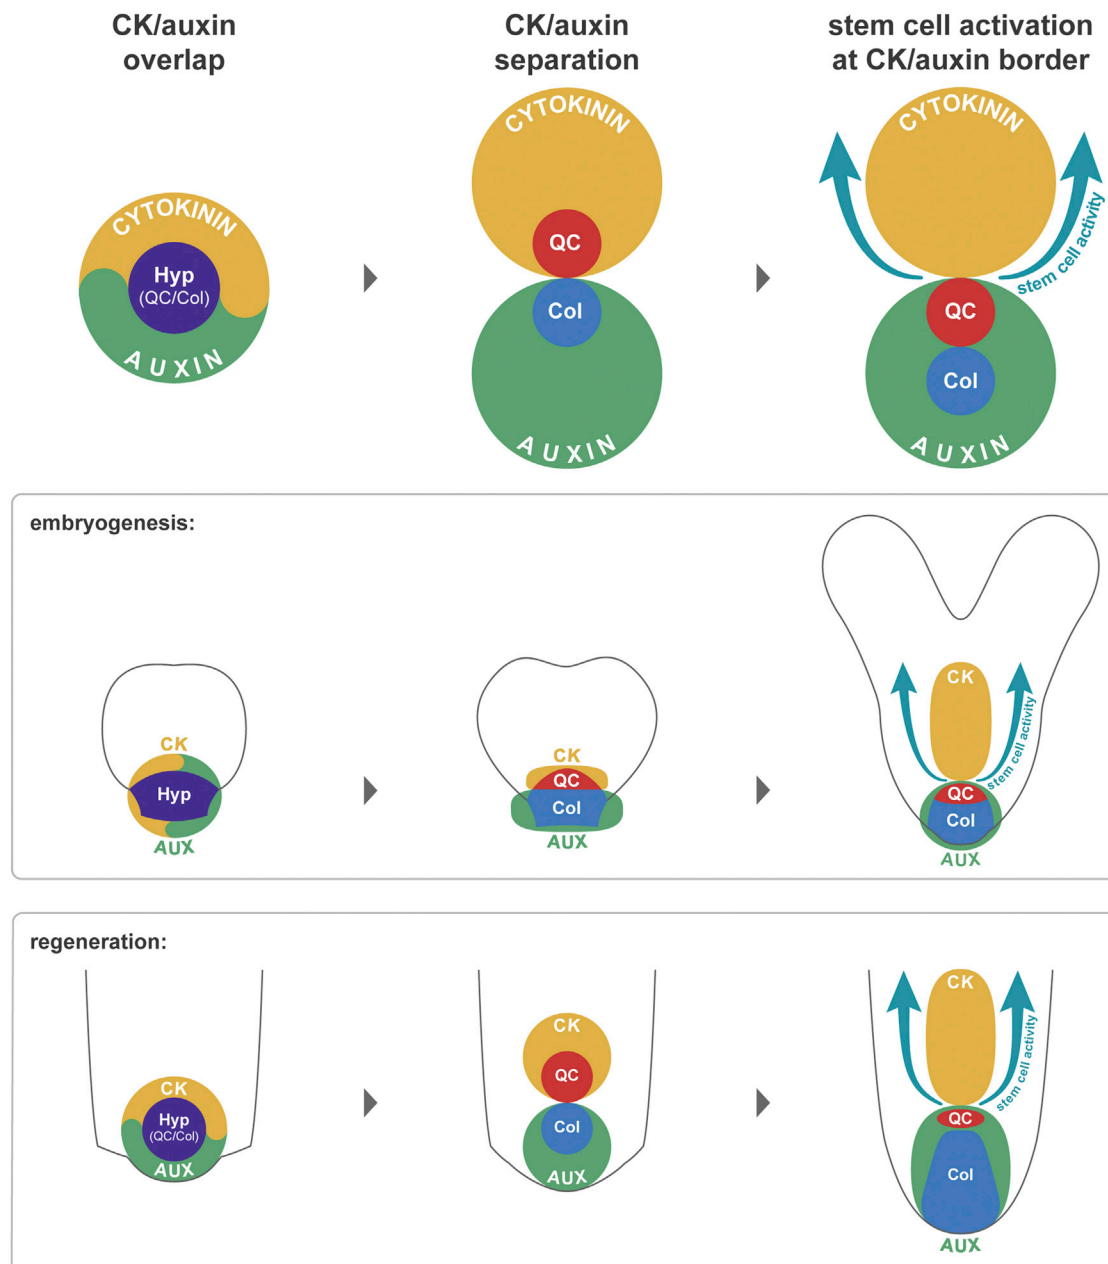 CK/auxin
overlap
CK/auxin
separation
stem cell activation
at CK/auxin border
CYTOKININ
Hyp
(QC/Col)
AUXIN
CYTOKININ
QC
Col
AUXIN
CYTOKININ
stem cell activity
QC
Col
AUXIN
embryogenesis:
CK
Hyp
AUX
CK
QC
Col
AUX
CK
stem cell activity
QC
Col
AUX
regeneration:
CK
Hyp
(QC/Col)
AUX
CK
QC
Col
AUX
CK
stem cell activity
QC
Col
AUX